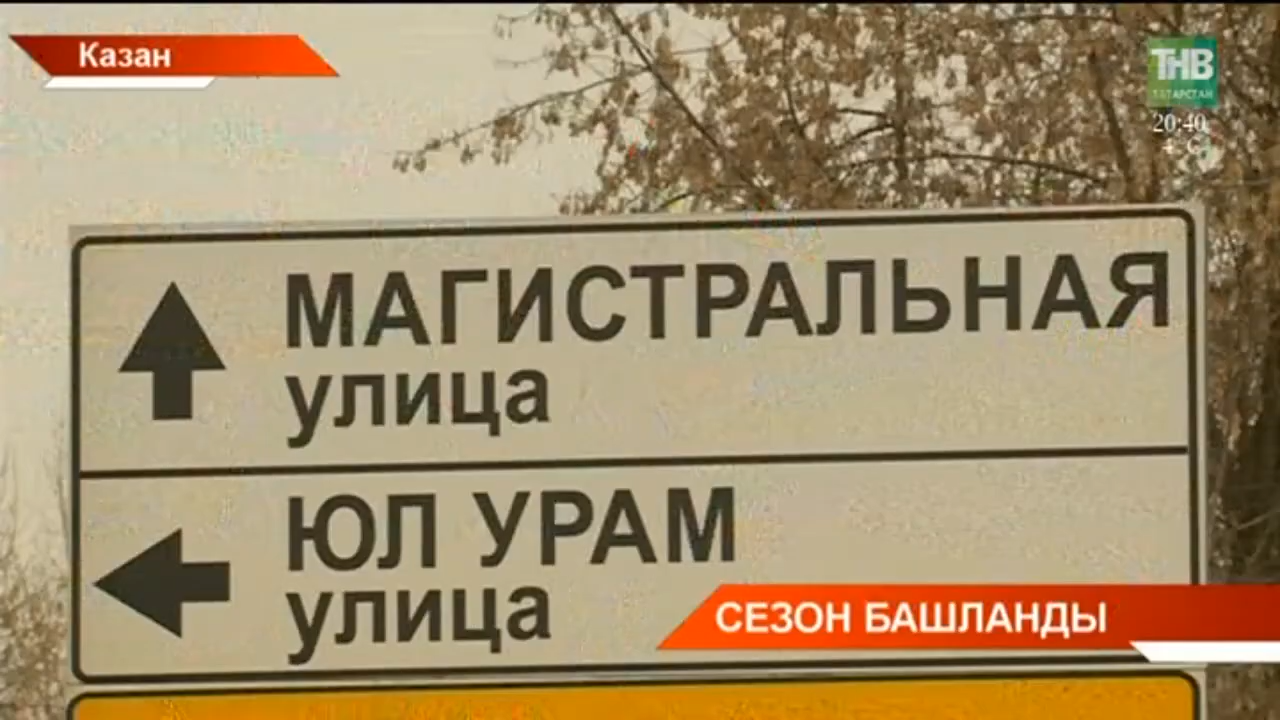 Казан
ТНВ
ТАТАРСТАН
20:40
МАГИСТРАЛЬНАЯ
улица
ЮЛ УРАМ
улица
СЕЗОН БАШЛАНДЫ